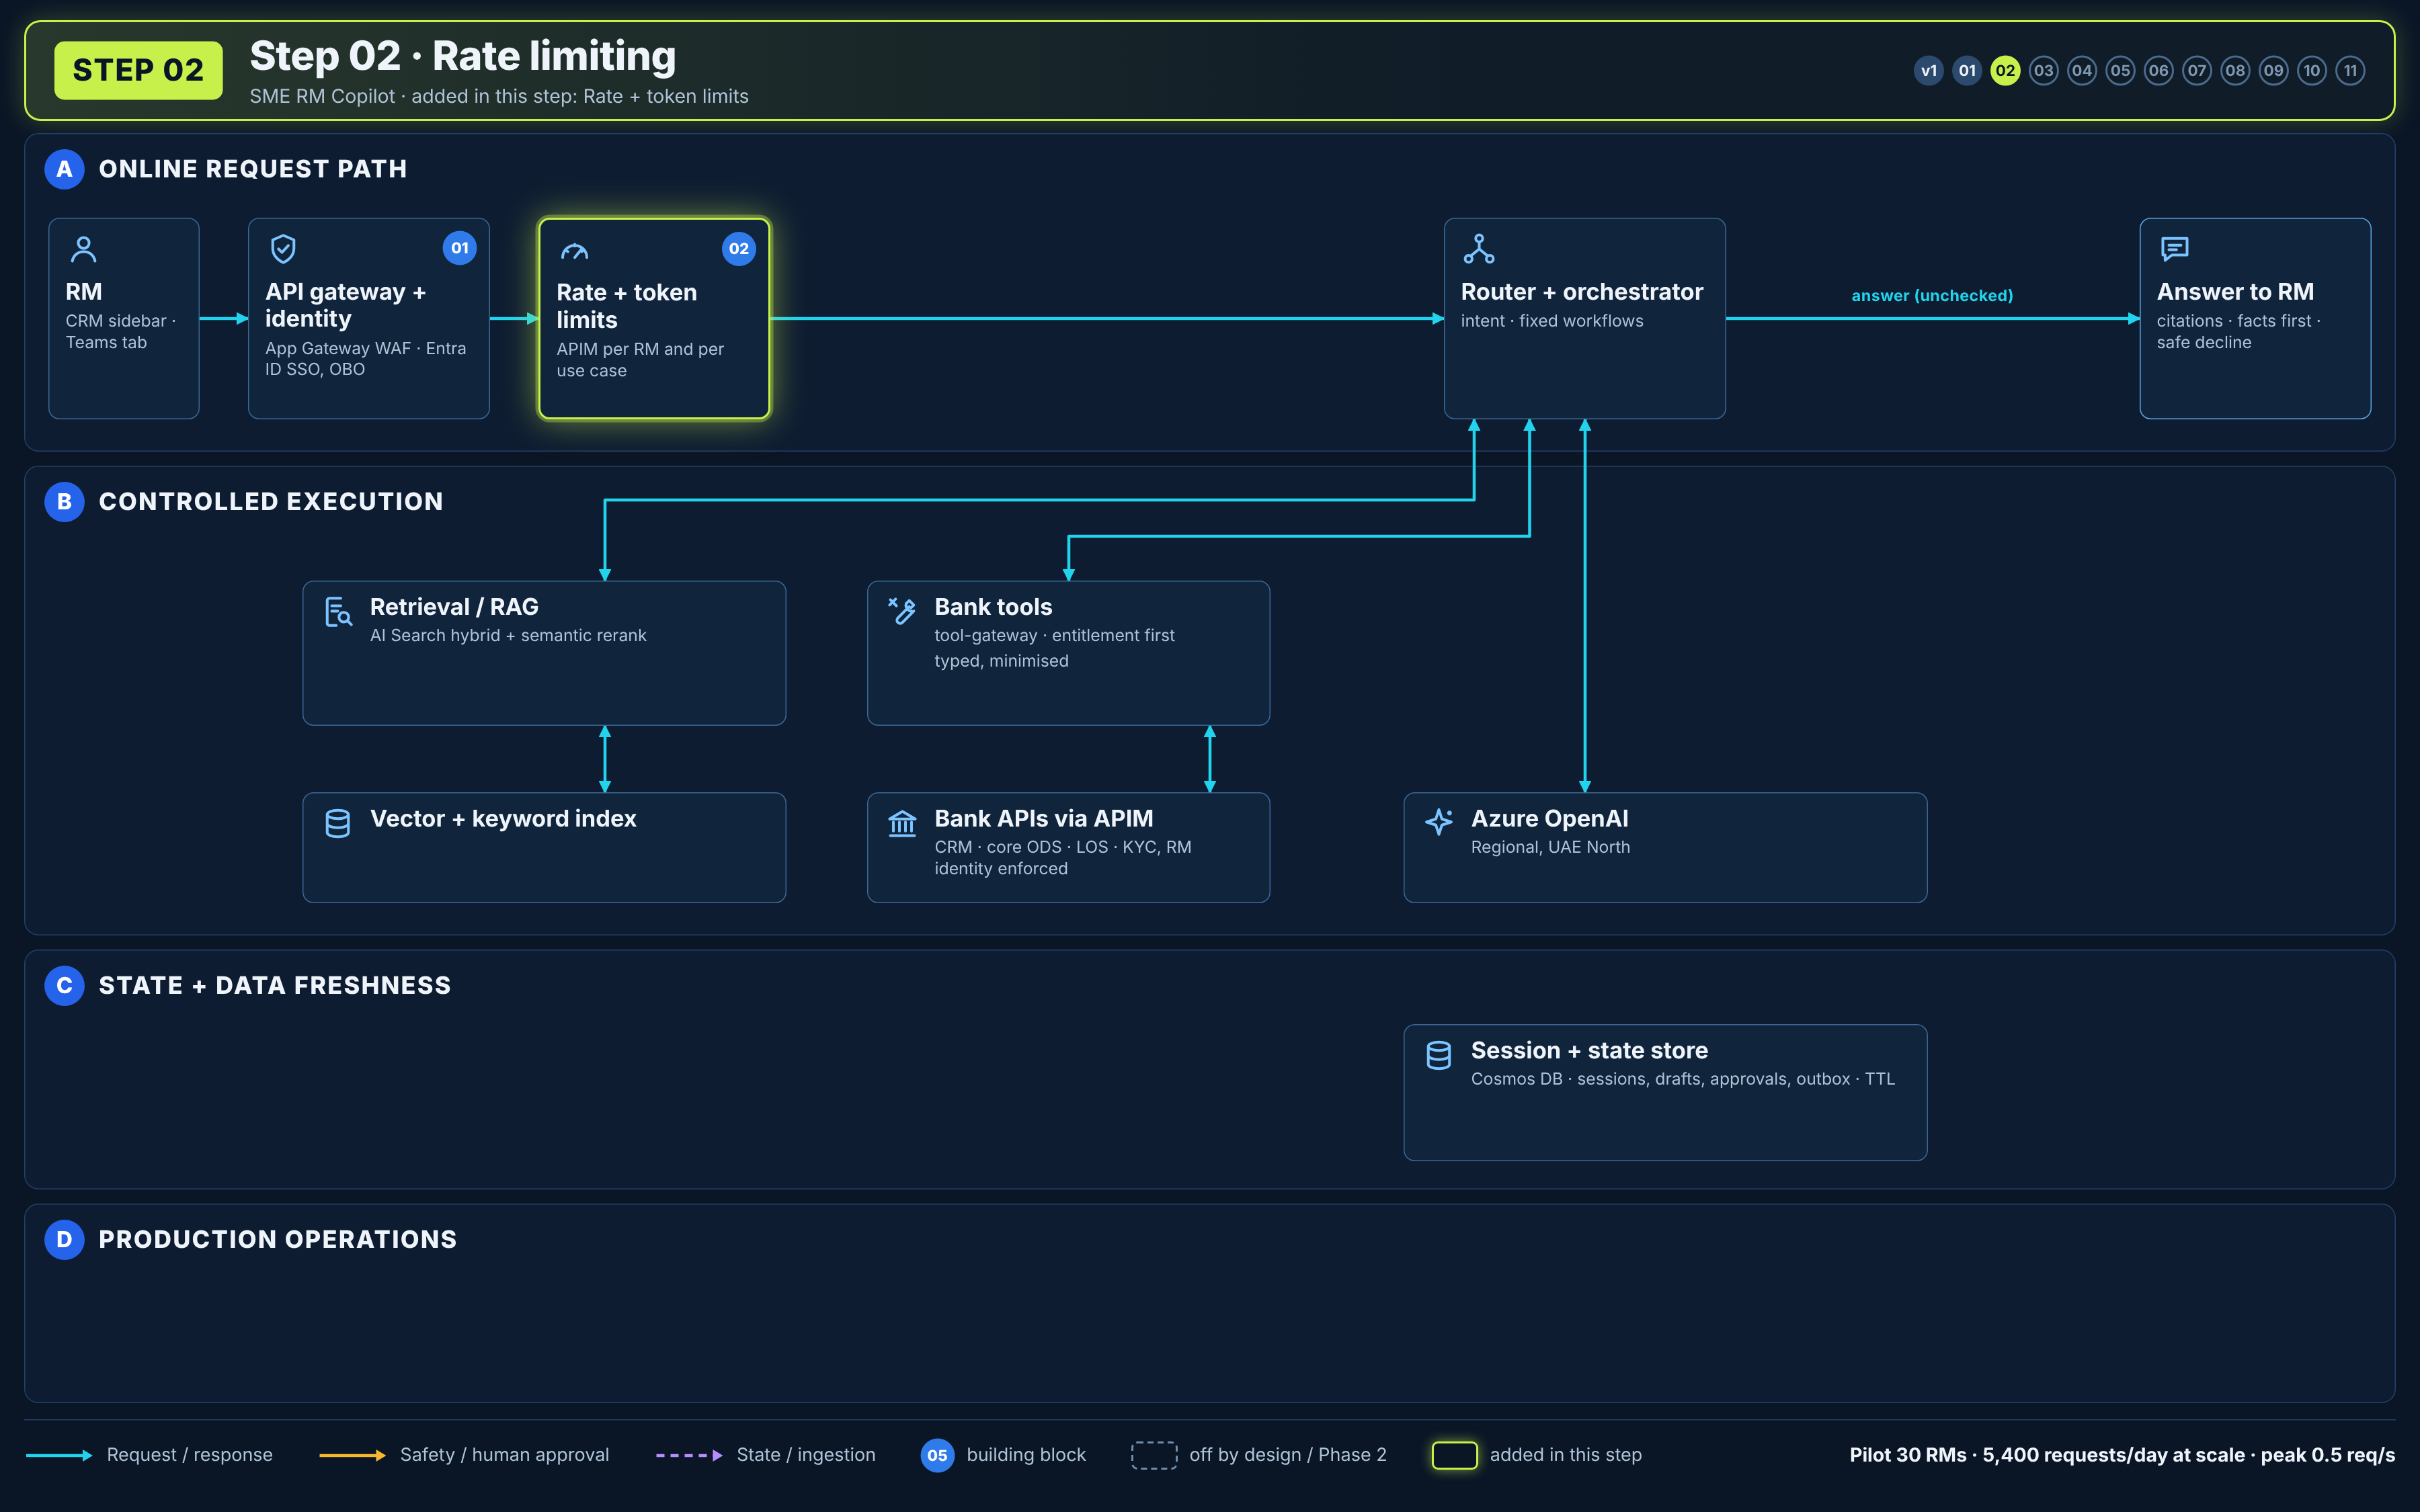 STEP 02
Step 02 · Rate limiting
SME RM Copilot · added in this step: Rate + token limits
v1 01 02 03 04 05 06 07 08 09 10 11
A ONLINE REQUEST PATH
RM
CRM sidebar ·
Teams tab
01
API gateway +
identity
App Gateway WAF · Entra
ID SSO, OBO
02
Rate + token
limits
APIM per RM and per
use case
Router + orchestrator
intent · fixed workflows
answer (unchecked)
Answer to RM
citations · facts first ·
safe decline
B CONTROLLED EXECUTION
Retrieval / RAG
AI Search hybrid + semantic rerank
Bank tools
tool-gateway · entitlement first
typed, minimised
Vector + keyword index
Bank APIs via APIM
CRM · core ODS · LOS · KYC, RM
identity enforced
Azure OpenAI
Regional, UAE North
C STATE + DATA FRESHNESS
Session + state store
Cosmos DB · sessions, drafts, approvals, outbox · TTL
D PRODUCTION OPERATIONS
Request / response
Safety / human approval
State / ingestion
05 building block
off by design / Phase 2
added in this step
Pilot 30 RMs · 5,400 requests/day at scale · peak 0.5 req/s